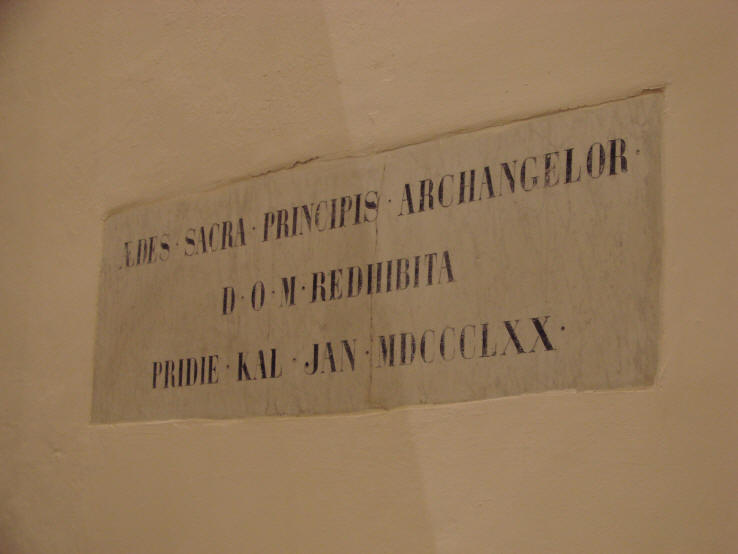 ÆDES · SACRA · PRINCIPIS · ARCHANGELOR ·
D · O · M · REDHIBITA
PRIDIE · KAL · JAN · MDCCCLXX ·